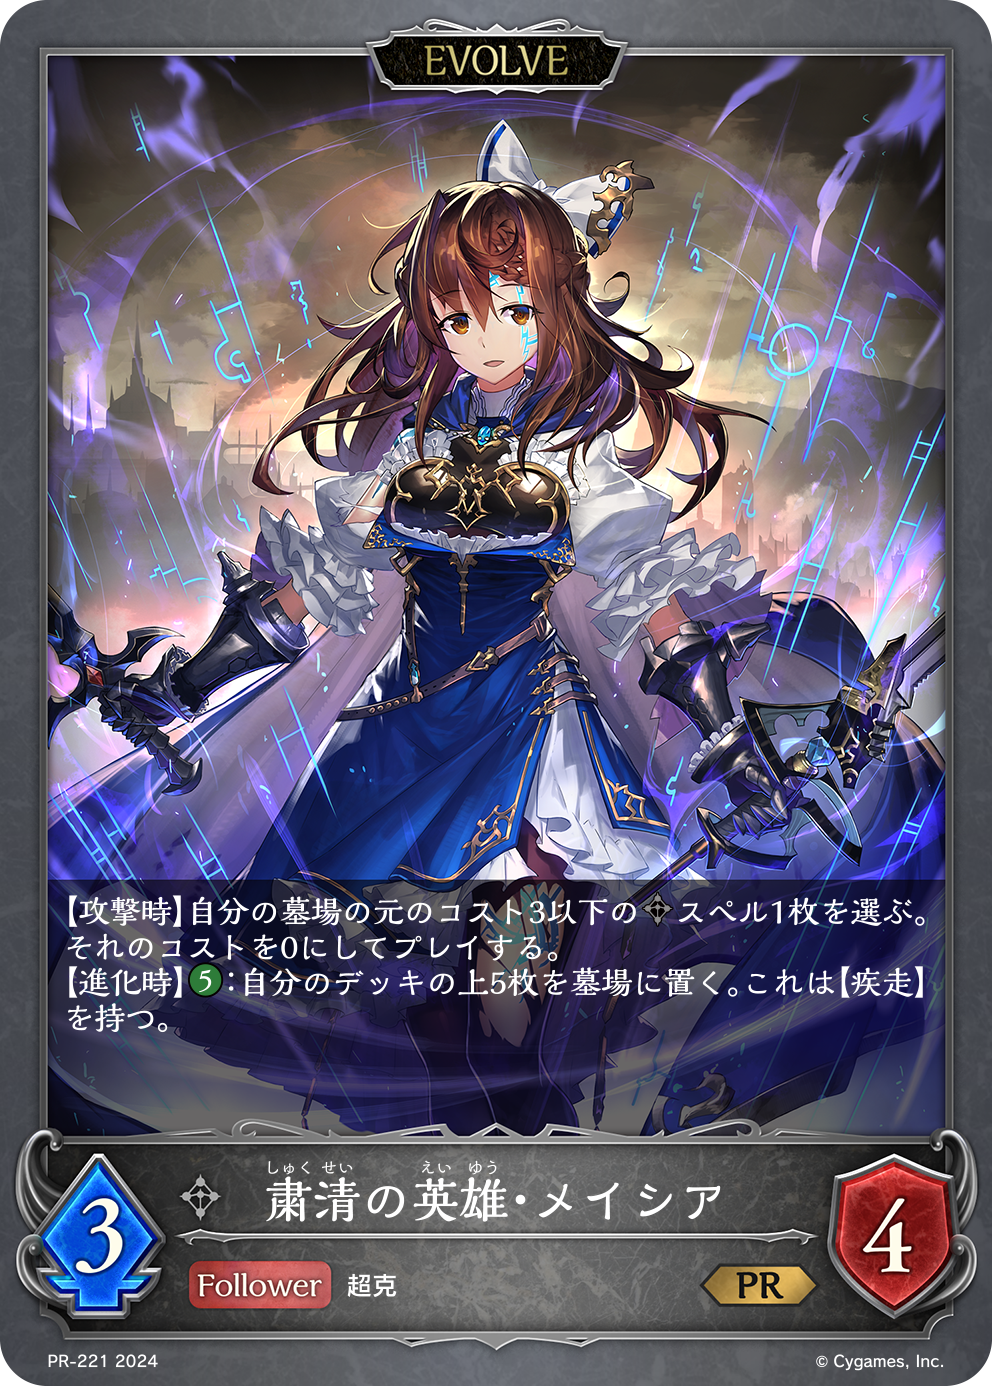 EVOLVE
【攻撃時】自分の墓場の元のコスト3以下のスペル1枚を選ぶ。
それのコストを0にしてプレイする。
【進化時】5：自分のデッキの上5枚を墓場に置く。これは【疾走】
を持つ。
しゅくせい えいゆう
粛清の英雄・メイシア
3
4
Follower 超克
PR
PR-221 2024
© Cygames, Inc.